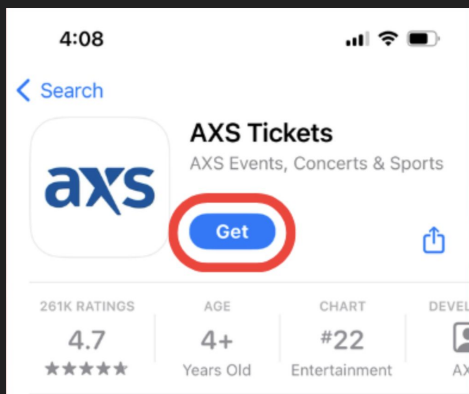 4:08
Search
axs
AXS Tickets
AXS Events, Concerts & Sports
Get
261K RATINGS
4.7
AGE
4+
Years Old
CHART
#22
Entertainment